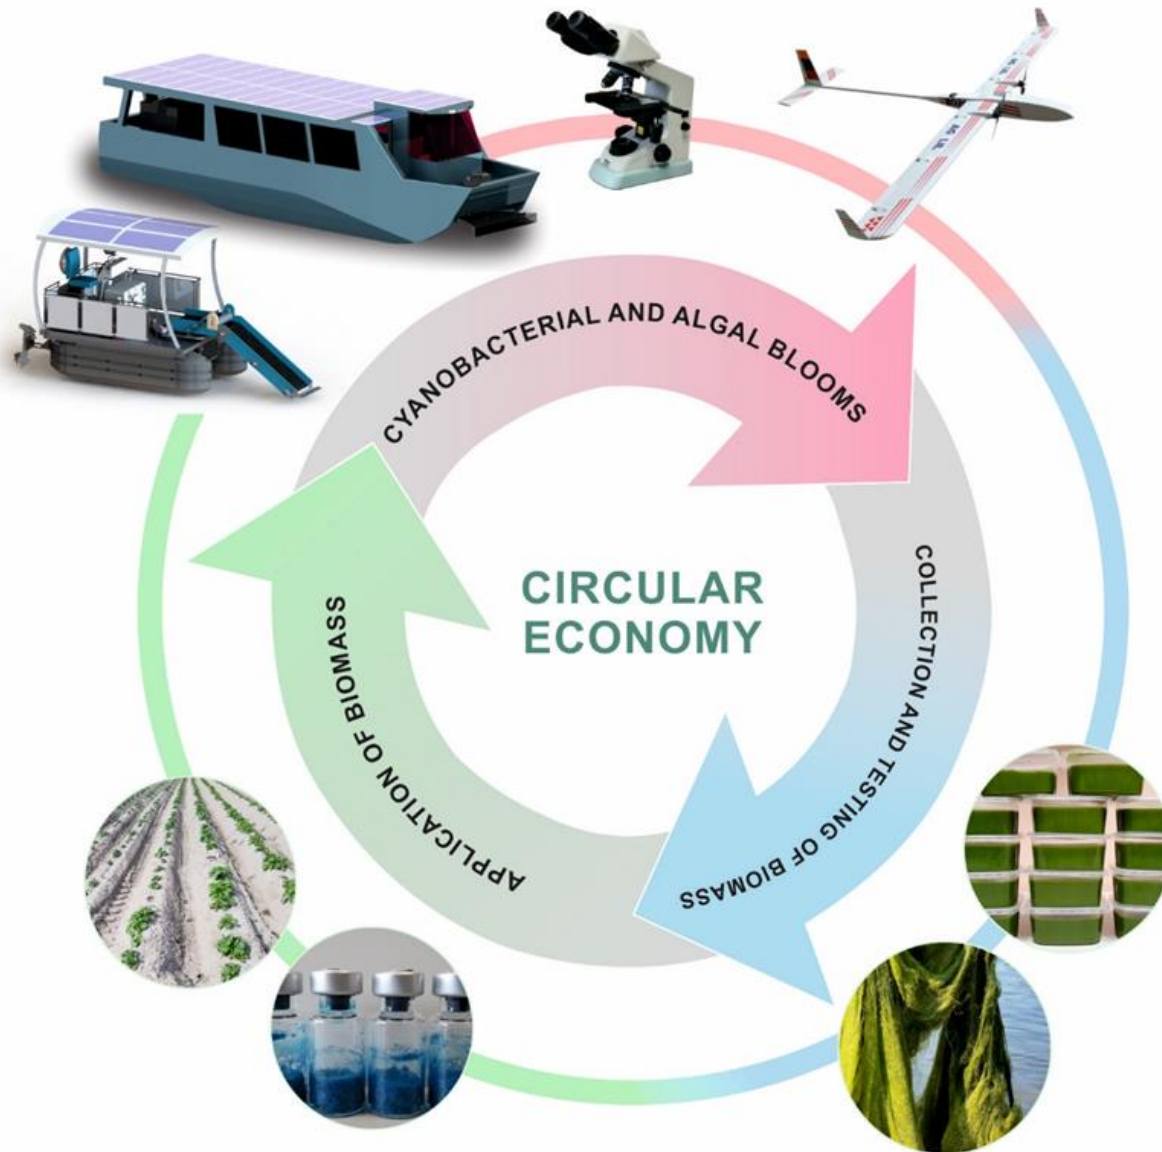 CYANOBACTERIAL AND ALGAL BLOOMS
COLLECTION AND TESTING OF BIOMASS
APPLICATION OF BIOMASS
CIRCULAR
ECONOMY